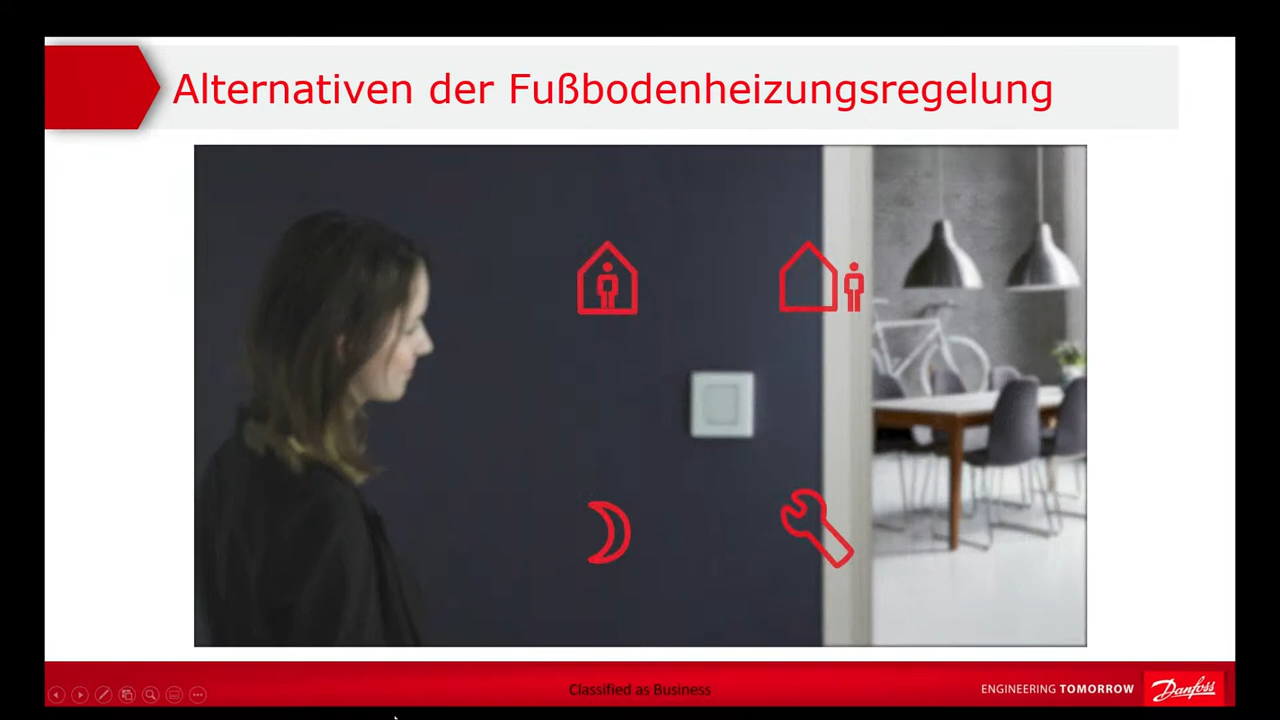 Alternativen der Fußbodenheizungsregelung
Classified as Business
ENGINEERING TOMORROW
Danfoss